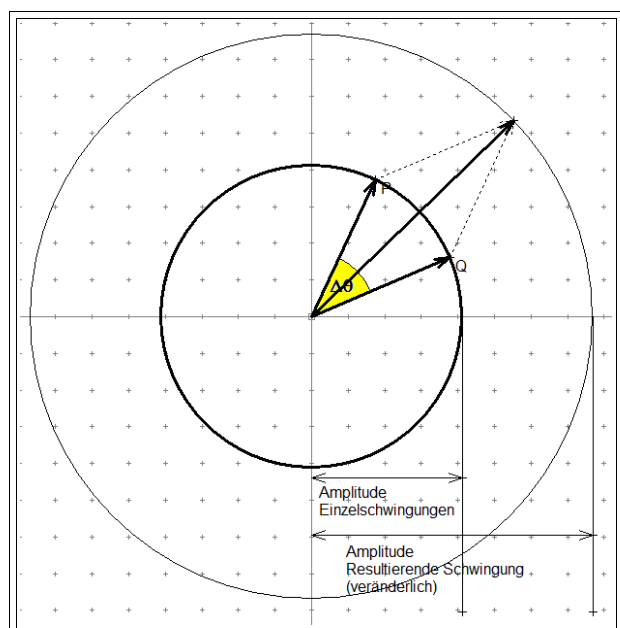 P
Q
Δθ
Amplitude
Einzelschwingungen
Amplitude
Resultierende Schwingung
(veränderlich)